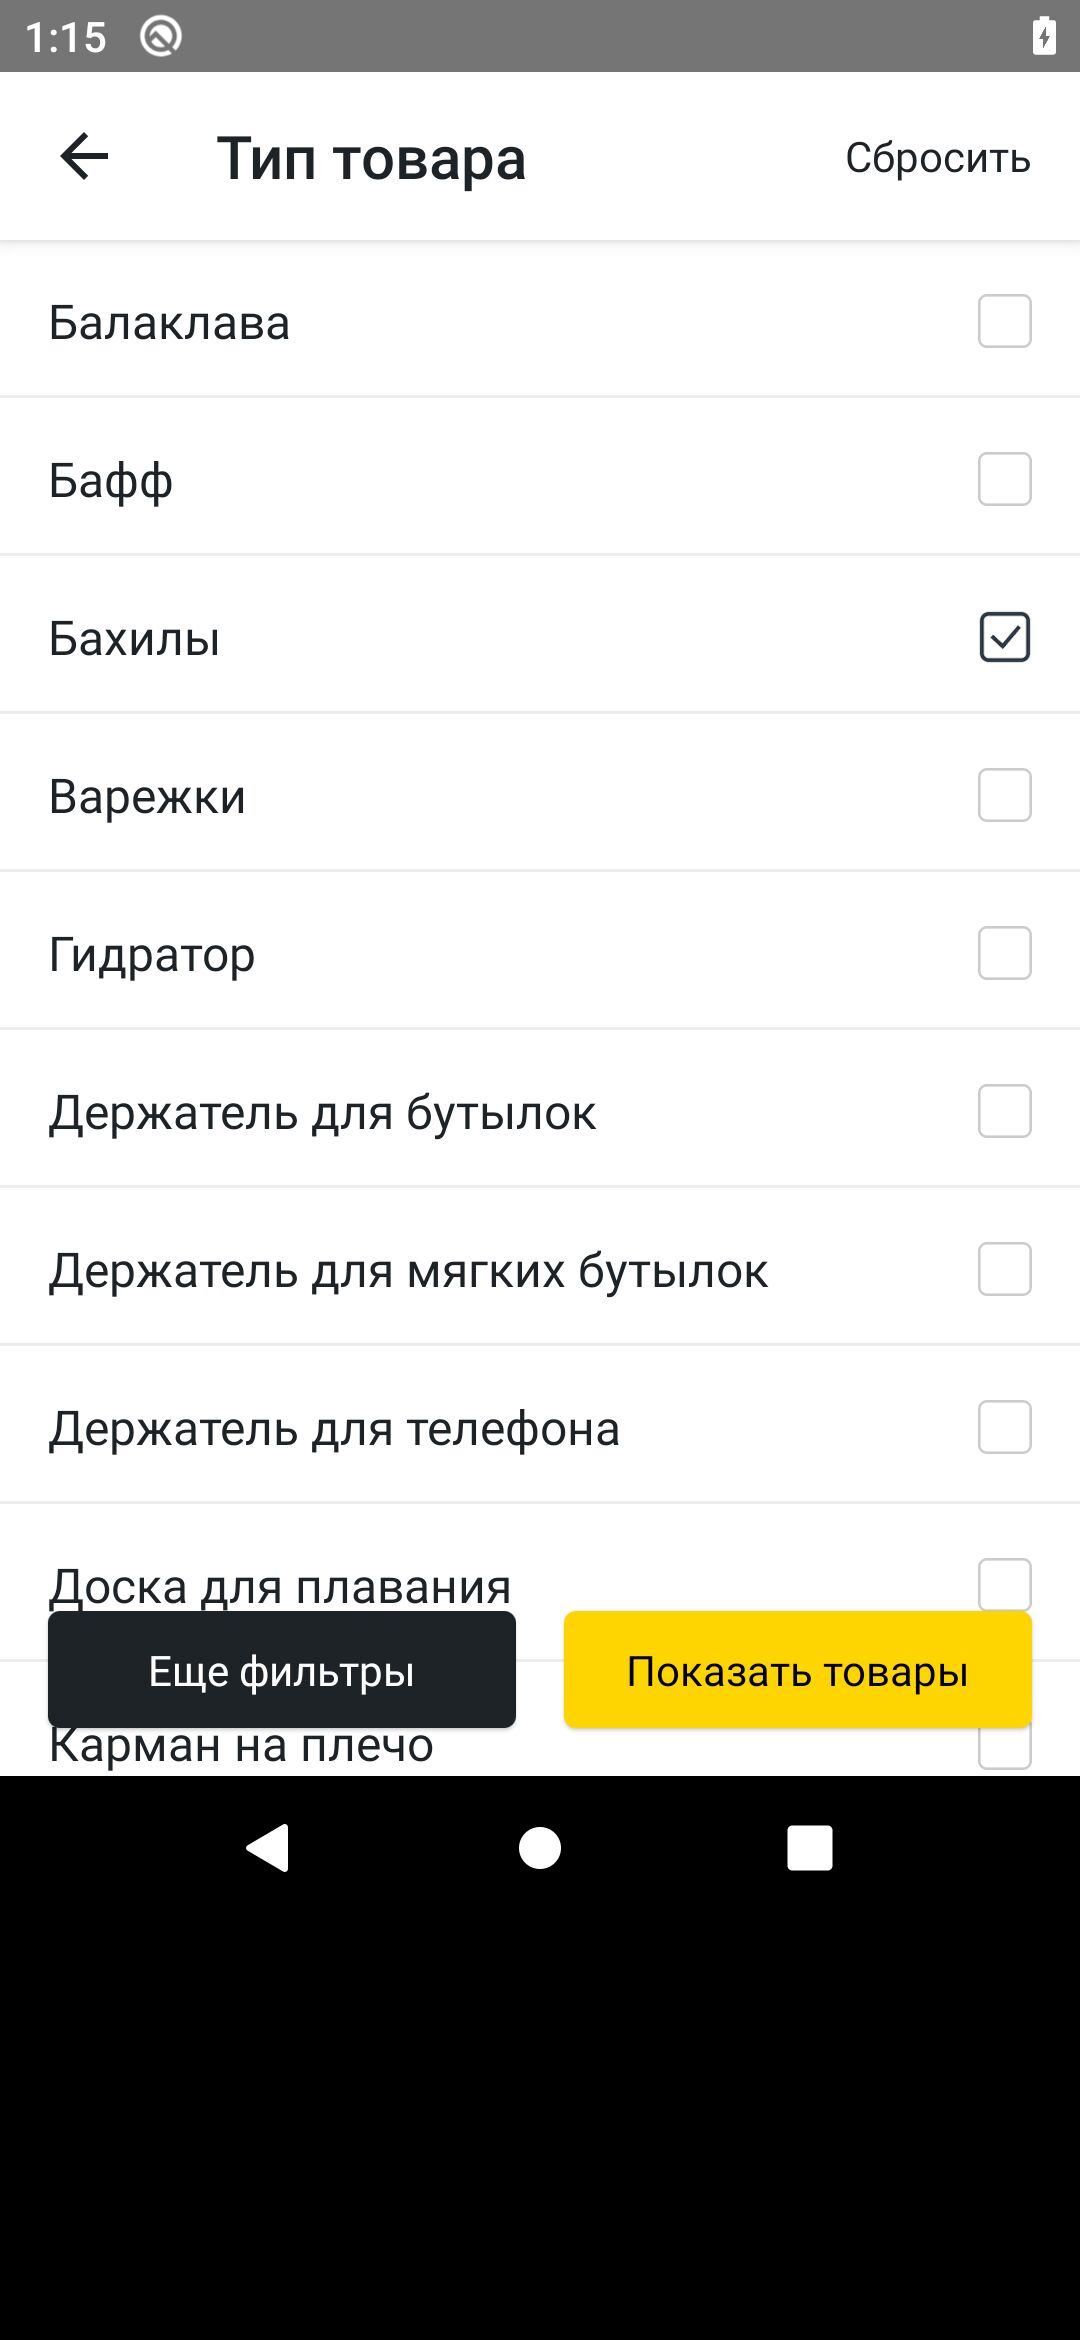 1:15
Тип товара
Сбросить
Балаклава
Бафф
Бахилы
Варежки
Гидратор
Держатель для бутылок
Держатель для мягких бутылок
Держатель для телефона
Доска для плавания
Еще фильтры
Показать товары
Карман на плечо